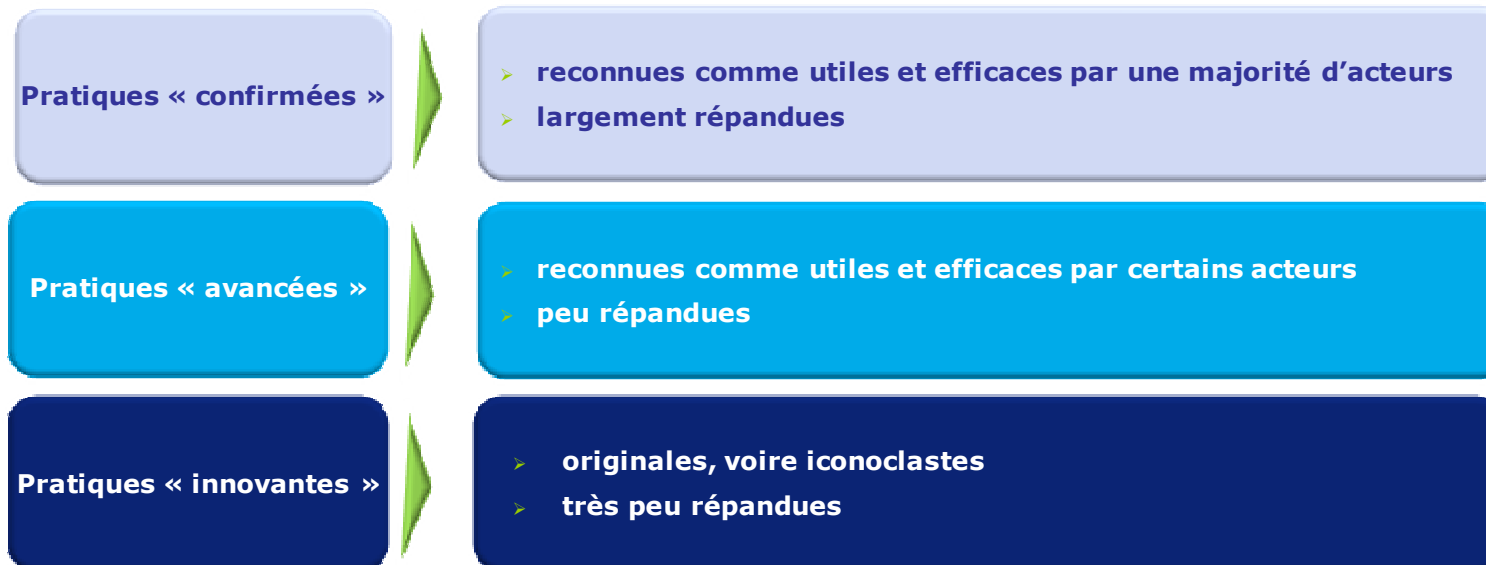 Pratiques « confirmées »
reconnues comme utiles et efficaces par une majorité d’acteurs
largement répandues
Pratiques « avancées »
reconnues comme utiles et efficaces par certains acteurs
peu répandues
Pratiques « innovantes »
originales, voire iconoclastes
très peu répandues